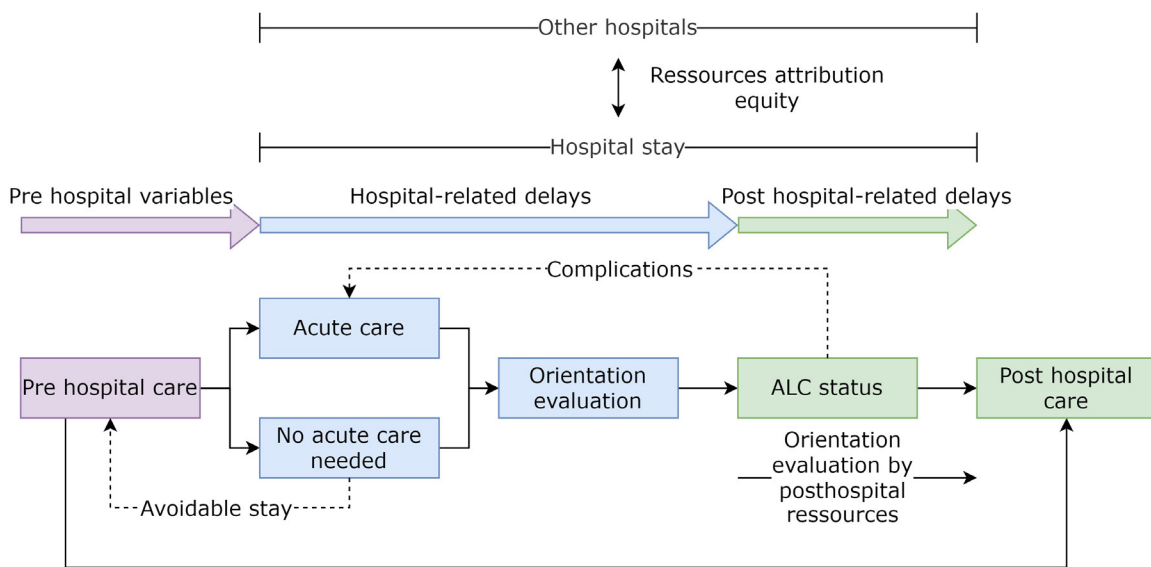 Other hospitals
Ressources attribution
equity
Hospital stay
Pre hospital variables
Hospital-related delays
Post hospital-related delays
Complications
Acute care
Pre hospital care
Orientation
evaluation
ALC status
Post hospital
care
No acute care
needed
Avoidable stay
Orientation
evaluation by
posthospital
ressources